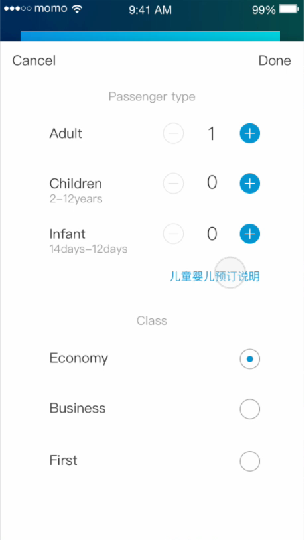 momo 9:41 AM 99%
Cancel Done
Passenger type
Adult 1
Children 0
2-12years
Infant 0
14days-12days
儿童婴儿预订说明
Class
Economy
Business
First